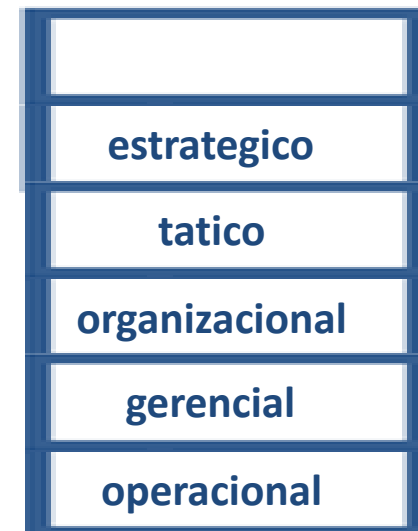 estrategico
tatico
organizacional
gerencial
operacional